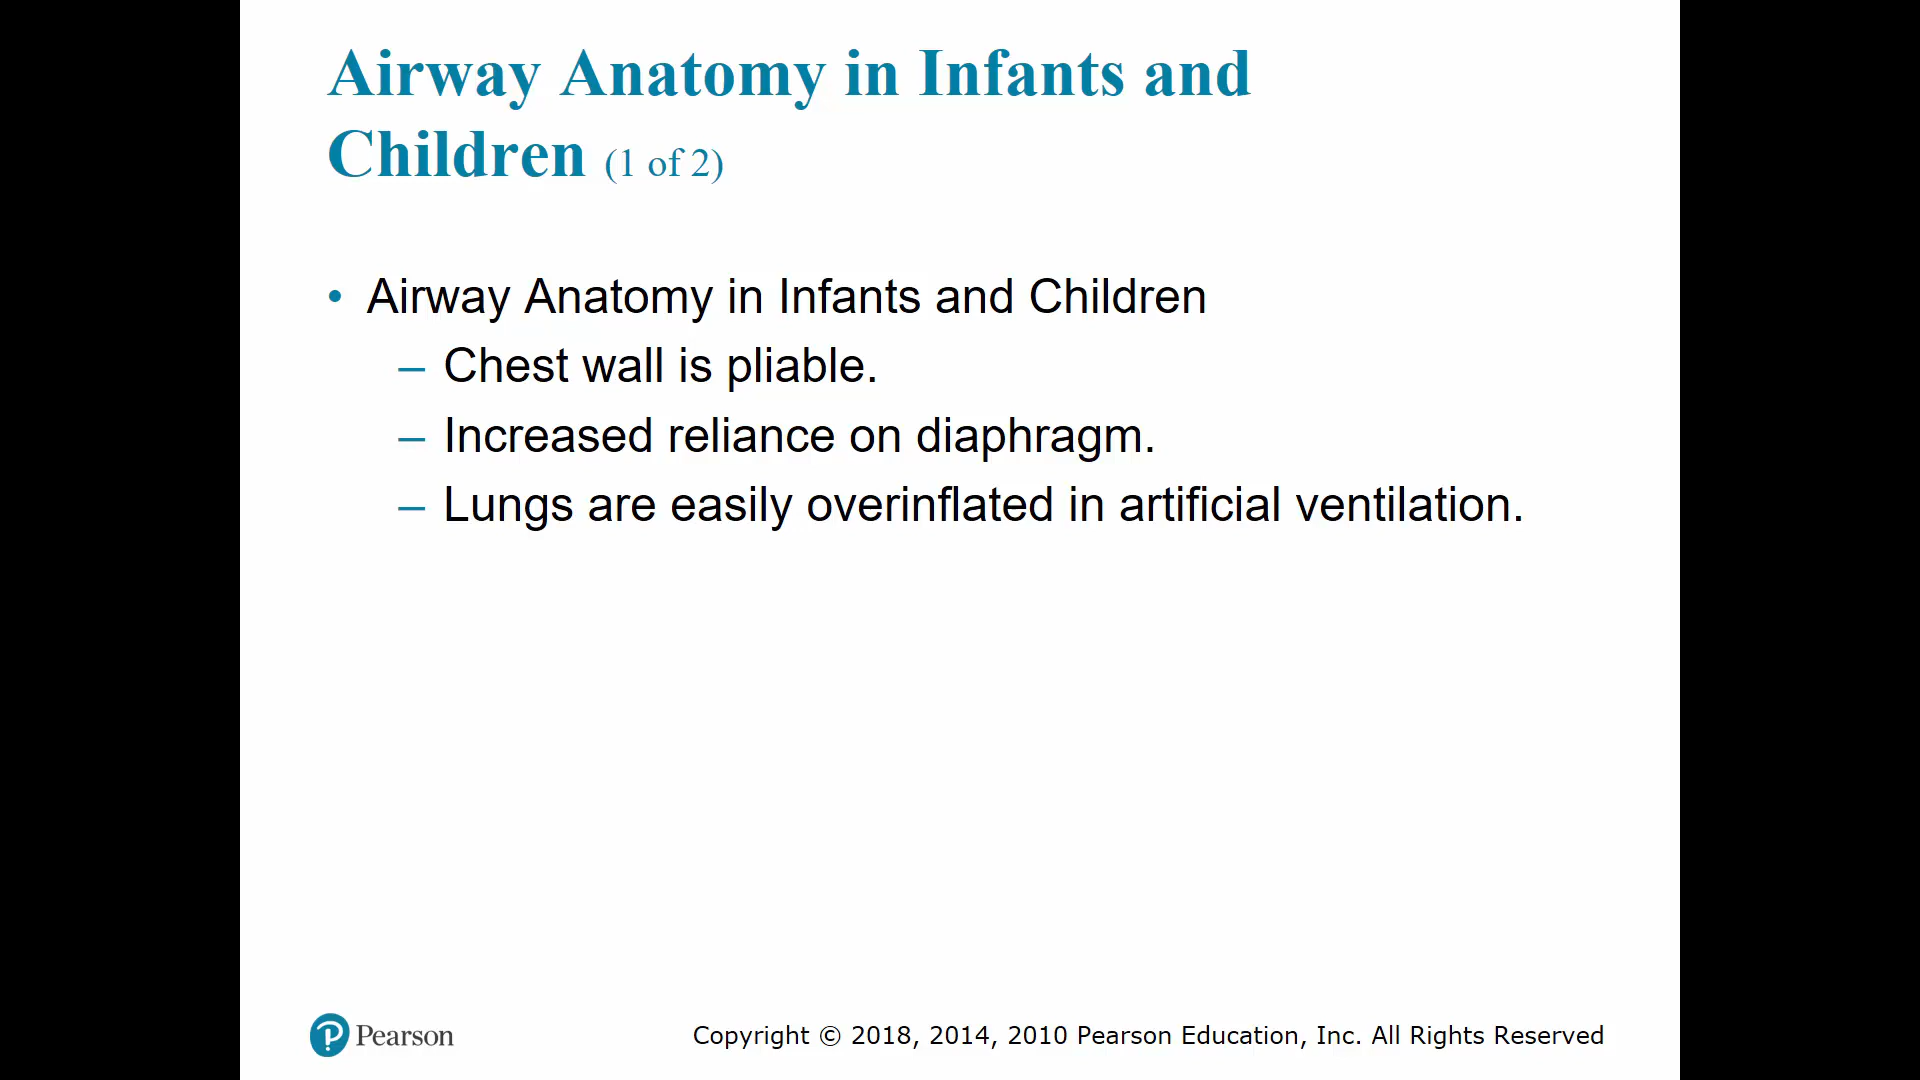 Airway Anatomy in Infants and
Children (1 of 2)
• Airway Anatomy in Infants and Children
– Chest wall is pliable.
– Increased reliance on diaphragm.
– Lungs are easily overinflated in artificial ventilation.
Pearson
Copyright © 2018, 2014, 2010 Pearson Education, Inc. All Rights Reserved